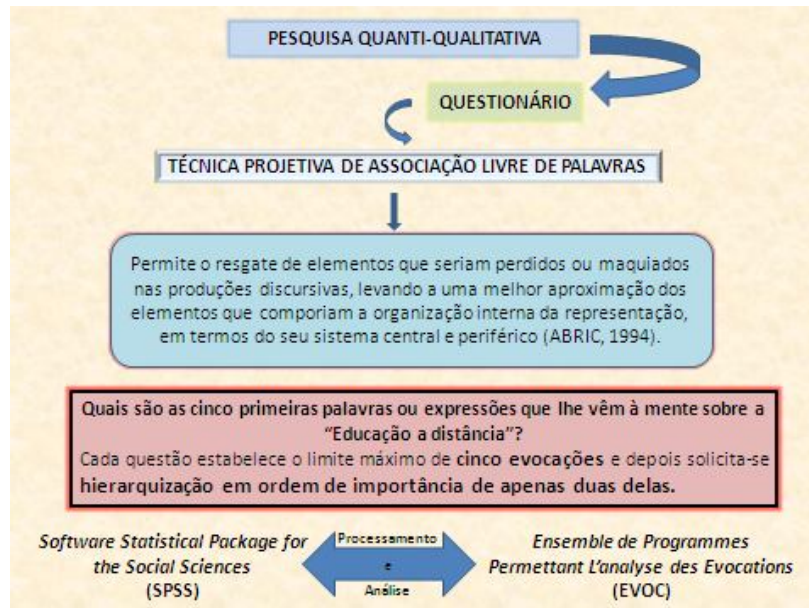 PESQUISA QUANTI-QUALITATIVA
QUESTIONÁRIO
TÉCNICA PROJETIVA DE ASSOCIAÇÃO LIVRE DE PALAVRAS
Permite o resgate de elementos que seriam perdidos ou maquiados
nas produções discursivas, levando a uma melhor aproximação dos
elementos que comporiam a organização interna da representação,
em termos do seu sistema central e periférico (ABRIC, 1994).
Quais são as cinco primeiras palavras ou expressões que lhe vêm à mente sobre a
“Educação a distância”?
Cada questão estabelece o limite máximo de cinco evocações e depois solicita-se
hierarquização em ordem de importância de apenas duas delas.
Software Statistical Package for
the Social Sciences
(SPSS)
Processamento
e
Análise
Ensemble de Programmes
Permettant L’analyse des Evocations
(EVOC)